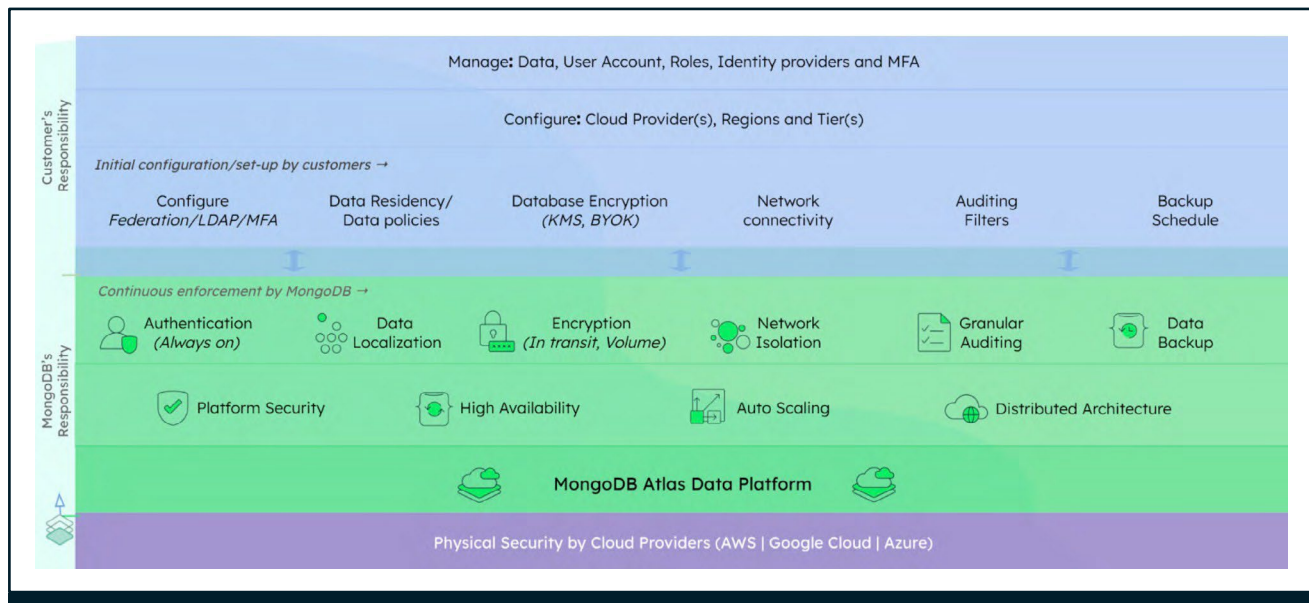 Manage: Data, User Account, Roles, Identity providers and MFA
Configure: Cloud Provider(s), Regions and Tier(s)
Customer's
Responsibility
Initial configuration/set-up by customers →
Configure
Federation/LDAP/MFA
Data Residency/
Data policies
Database Encryption
(KMS, BYOK)
Network
connectivity
Auditing
Filters
Backup
Schedule
MongoDB's
Responsibility
Continuous enforcement by MongoDB →
Authentication
(Always on)
Data
Localization
Encryption
(In transit, Volume)
Network
Isolation
Granular
Auditing
Data
Backup
Platform Security
High Availability
Auto Scaling
Distributed Architecture
MongoDB Atlas Data Platform
Physical Security by Cloud Providers (AWS | Google Cloud | Azure)